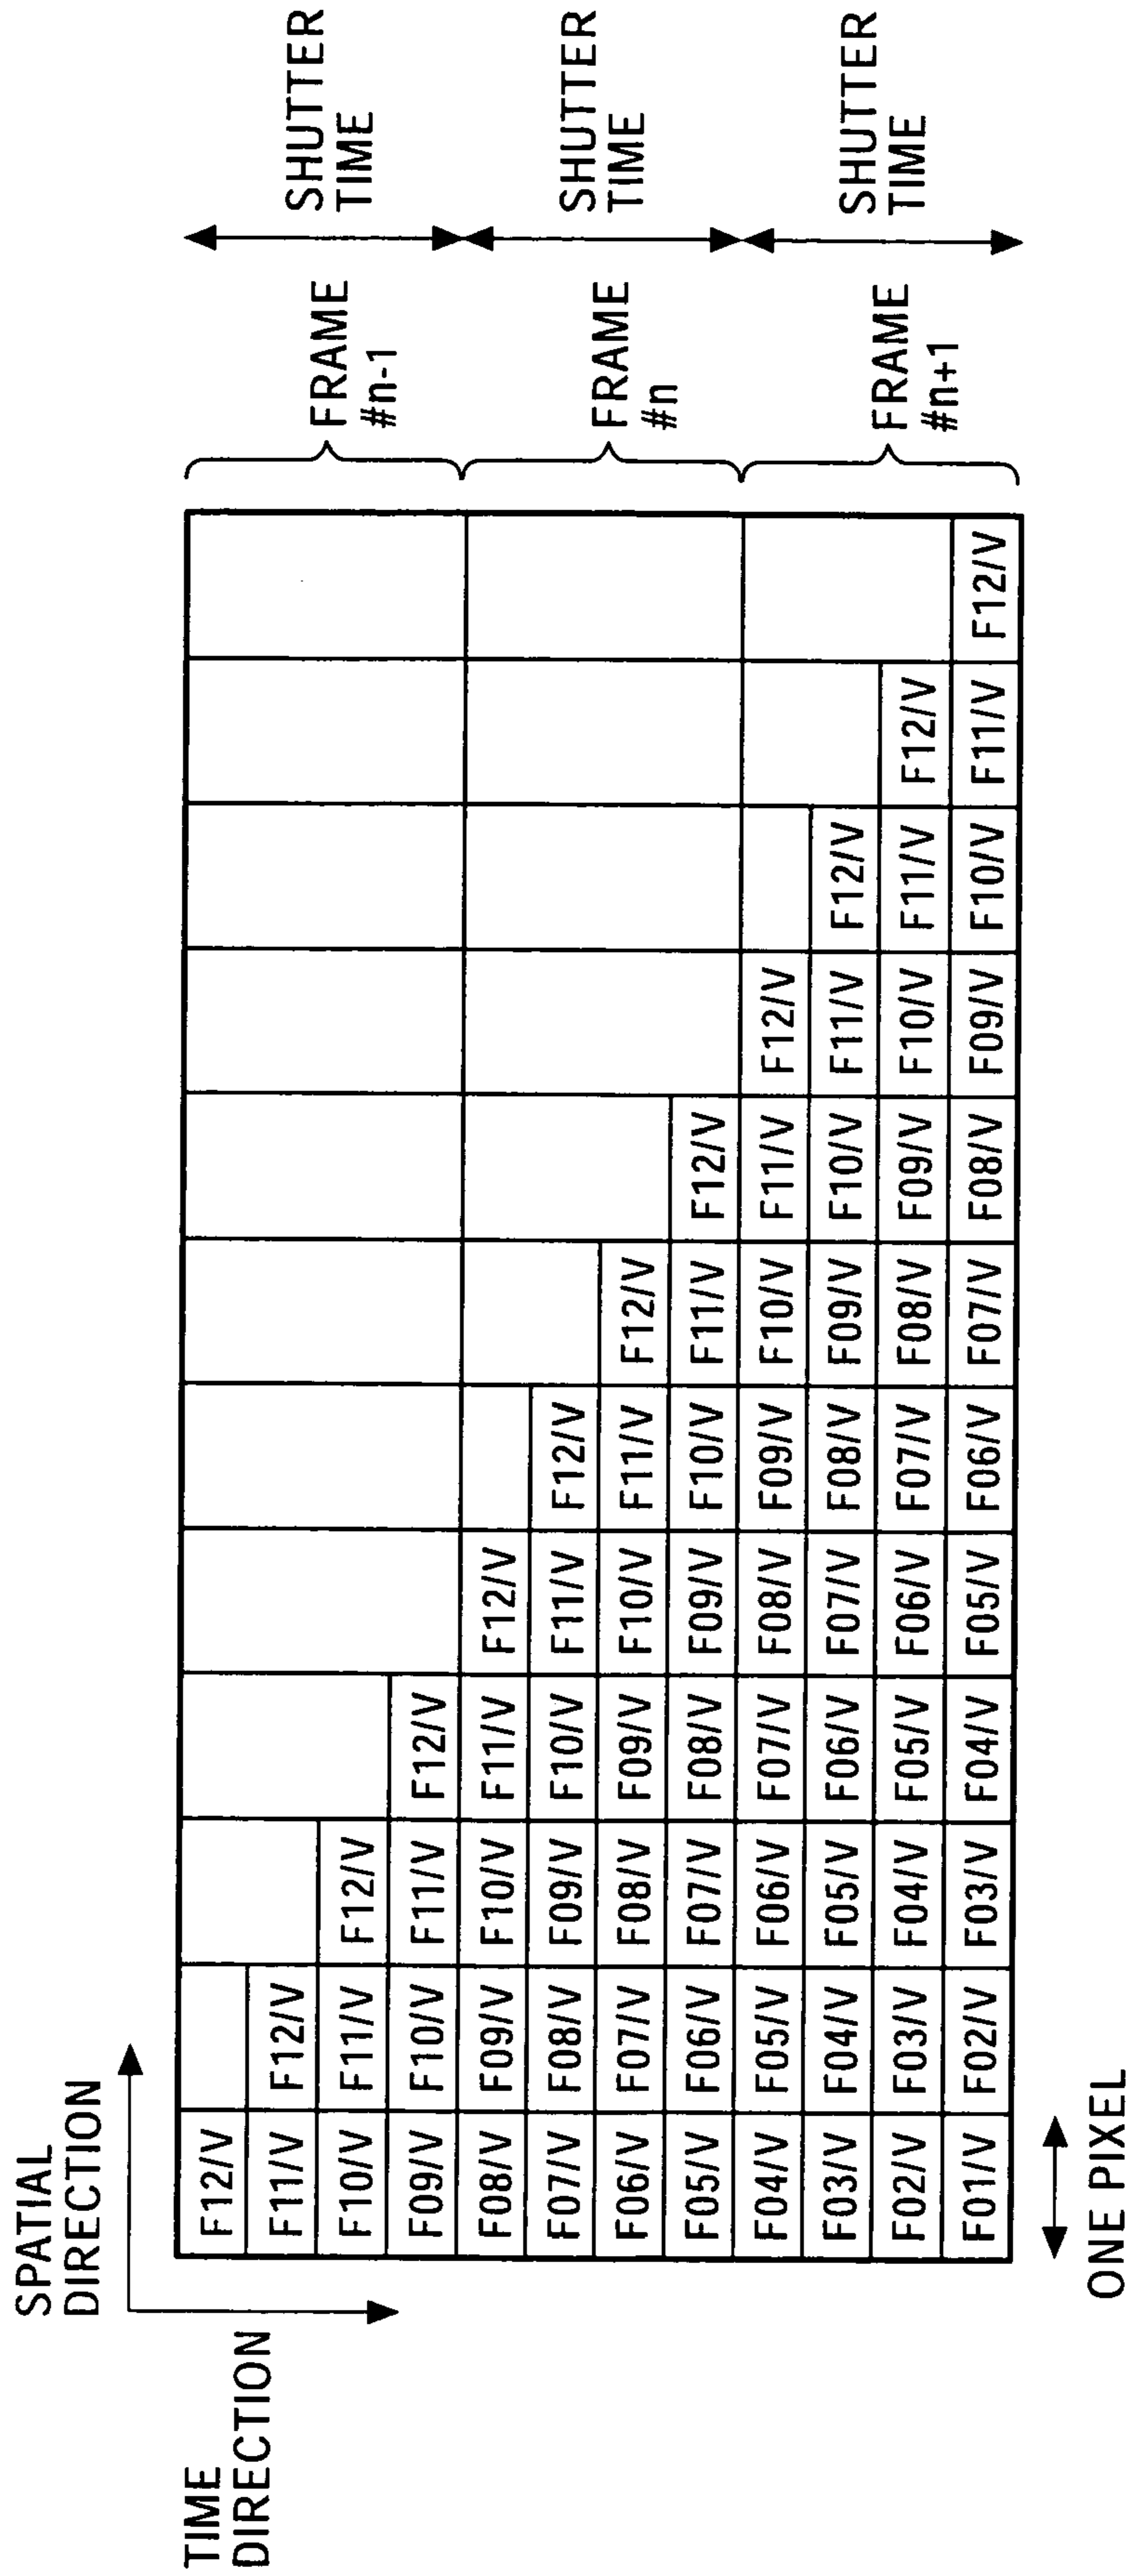 SPATIAL
DIRECTION
TIME
DIRECTION
F12/V
F11/V F12/V
F10/V F11/V F12/V
F09/V F10/V F11/V F12/V
FRAME
#n-1
SHUTTER
TIME
F08/V F09/V F10/V F11/V F12/V
F07/V F08/V F09/V F10/V F11/V F12/V
F06/V F07/V F08/V F09/V F10/V F11/V F12/V
F05/V F06/V F07/V F08/V F09/V F10/V F11/V F12/V
FRAME
#n
SHUTTER
TIME
F04/V F05/V F06/V F07/V F08/V F09/V F10/V F11/V F12/V
F03/V F04/V F05/V F06/V F07/V F08/V F09/V F10/V F11/V F12/V
F02/V F03/V F04/V F05/V F06/V F07/V F08/V F09/V F10/V F11/V F12/V
F01/V F02/V F03/V F04/V F05/V F06/V F07/V F08/V F09/V F10/V F11/V F12/V
FRAME
#n+1
SHUTTER
TIME
ONE PIXEL